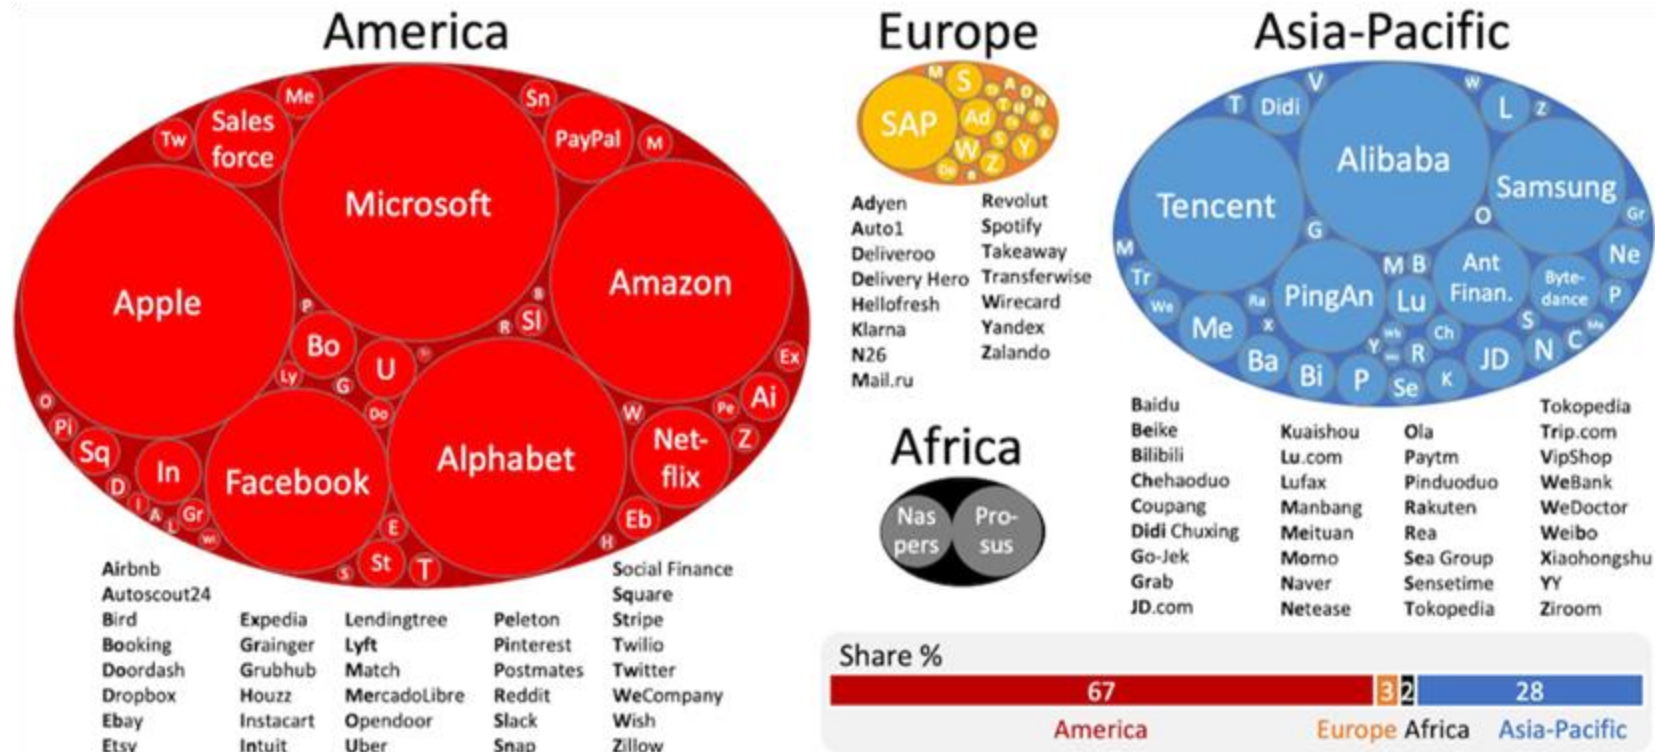 America
Me
Sn
Sales
force
PayPal
Tw
M
Microsoft
Apple
Amazon
P
B
R
Sl
Bo
U
Ly
G
Do
Ex
Ai
Pe
O
Pi
Sq
In
Facebook
Alphabet
W
Net-
flix
Z
D
I
A
L
Gr
Wi
E
Eb
H
S
St
T
Airbnb
Autoscout24
Bird
Booking
Doordash
Dropbox
Ebay
Etsy
Expedia
Grainger
Grubhub
Houzz
Instacart
Intuit
Lendingtree
Lyft
Match
MercadoLibre
Opendoor
Uber
Peleton
Pinterest
Postmates
Reddit
Slack
Snap
Social Finance
Square
Stripe
Twilio
Twitter
WeCompany
Wish
Zillow
Europe
M
S
A
D
N
SAP
Ad
W
S
Y
Z
De
Adyen
Auto1
Deliveroo
Delivery Hero
Hellofresh
Klarna
N26
Mail.ru
Revolut
Spotify
Takeaway
Transferwise
Wirecard
Yandex
Zalando
Africa
Nas
pers
Pro-
sus
Asia-Pacific
V
W
T
Didi
L
Z
Alibaba
Tencent
Samsung
G
O
Gr
M
Tr
We
Me
Ra
X
PingAn
M
B
Lu
Ant
Finan.
Byte-
dance
Ne
P
S
Ch
Y
R
Ba
Bi
P
Se
K
JD
N
C
Baidu
Beike
Bilibili
Chehaoduo
Coupang
Didi Chuxing
Go-Jek
Grab
JD.com
Kuaishou
Lu.com
Lufax
Manbang
Meituan
Momo
Naver
Netease
Ola
Paytm
Pinduoduo
Rakuten
Rea
Sea Group
Sensetime
Tokopedia
Tokopedia
Trip.com
VipShop
WeBank
WeDoctor
Weibo
Xiaohongshu
YY
Ziroom
Share %
67
3
2
28
America
Europe
Africa
Asia-Pacific